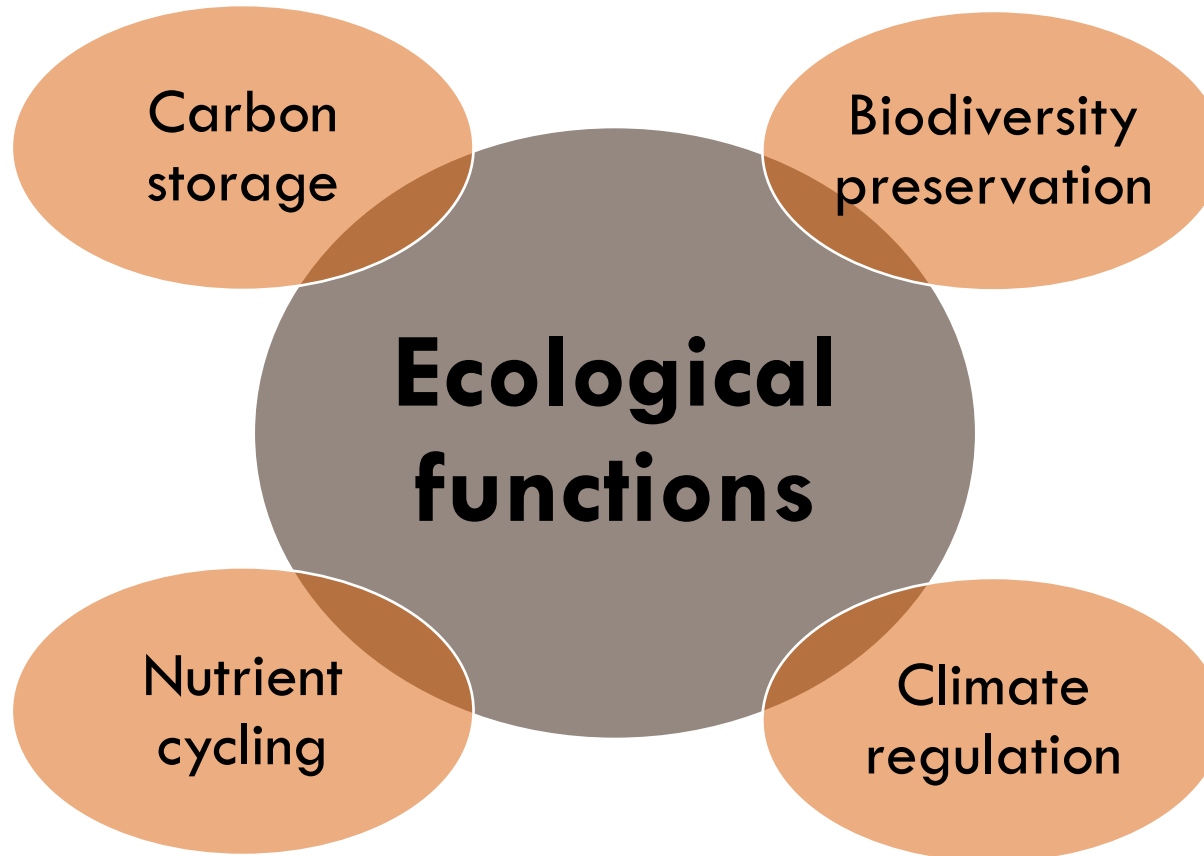 Carbon
storage
Biodiversity
preservation
Ecological
functions
Nutrient
cycling
Climate
regulation